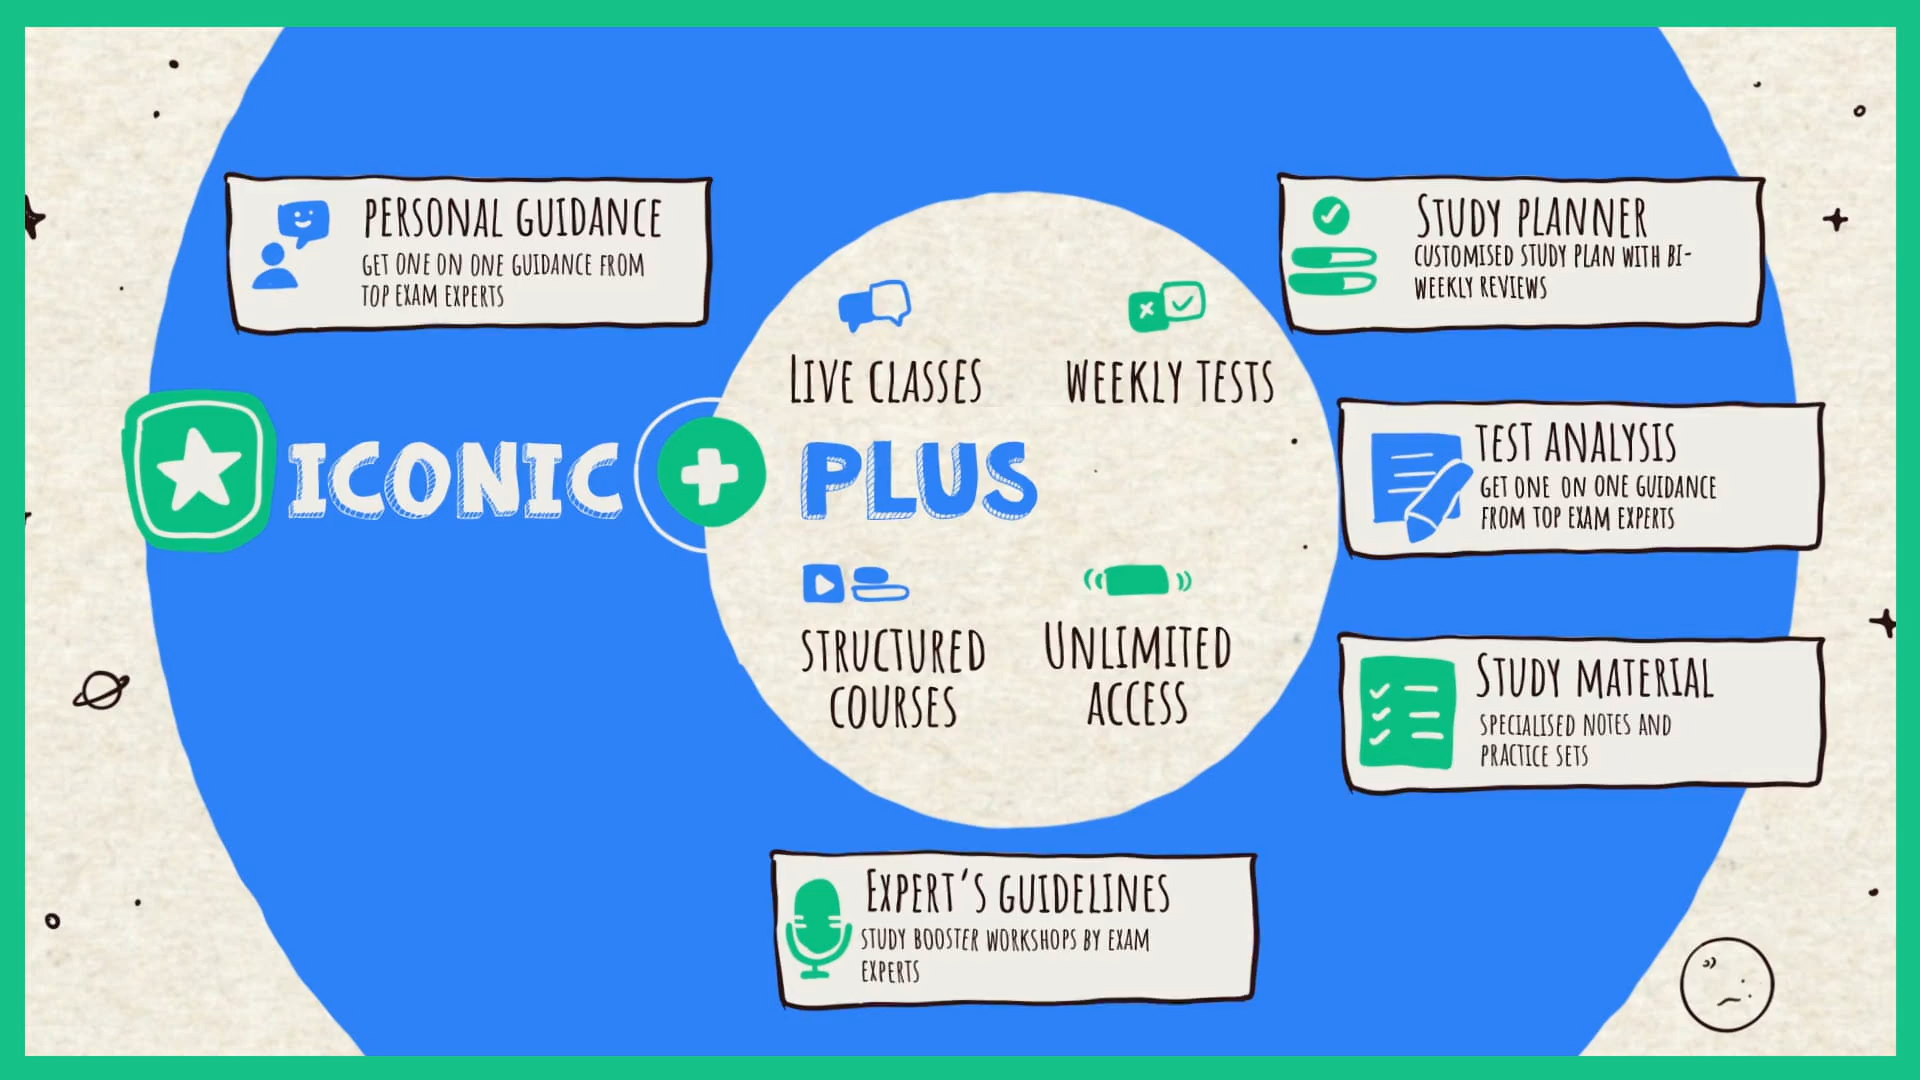 PERSONAL GUIDANCE
GET ONE ON ONE GUIDANCE FROM
TOP EXAM EXPERTS
STUDY PLANNER
CUSTOMISED STUDY PLAN WITH BI-
WEEKLY REVIEWS
LIVE CLASSES
WEEKLY TESTS
ICONIC
PLUS
TEST ANALYSIS
GET ONE ON ONE GUIDANCE
FROM TOP EXAM EXPERTS
STRUCTURED
COURSES
UNLIMITED
ACCESS
STUDY MATERIAL
SPECIALISED NOTES AND
PRACTICE SETS
EXPERT'S GUIDELINES
STUDY BOOSTER WORKSHOPS BY EXAM
EXPERTS